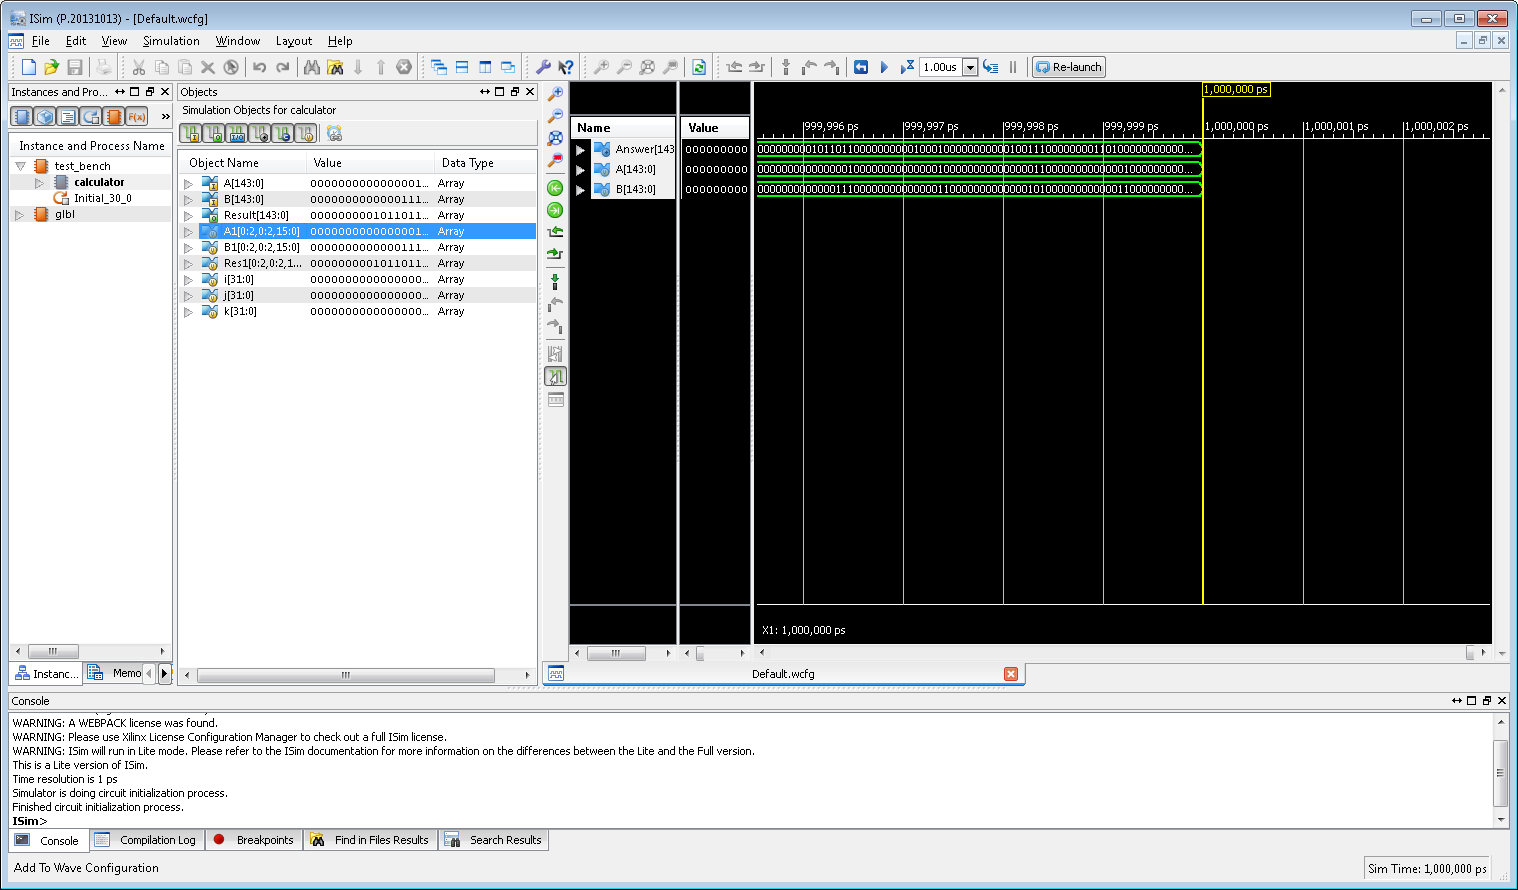 ISim (P.20131013) - [Default.wcfg]
File Edit View Simulation Window Layout Help
1.00us Re-launch
Instances and Pro...
Instance and Process Name
test_bench
calculator
Initial_30_0
glbl
Instanc... Memo
Objects
Simulation Objects for calculator
Object Name Value Data Type
A[143:0] 0000000000000001... Array
B[143:0] 0000000000000111... Array
Result[143:0] 0000000001011011... Array
A1[0:2,0:2,15:0] 0000000000000001... Array
B1[0:2,0:2,15:0] 0000000000000111... Array
Res1[0:2,0:2,1... 0000000001011011... Array
i[31:0] 0000000000000000... Array
j[31:0] 0000000000000000... Array
k[31:0] 0000000000000000... Array
1,000,000 ps
999,996 ps 999,997 ps 999,998 ps 999,999 ps 1,000,000 ps 1,000,001 ps 1,000,002 ps
Name Value
Answer[143 000000000
A[143:0] 000000000
B[143:0] 000000000
X1: 1,000,000 ps
Default.wcfg
Console
WARNING: A WEBPACK license was found.
WARNING: Please use Xilinx License Configuration Manager to check out a full ISim license.
WARNING: ISim will run in Lite mode. Please refer to the ISim documentation for more information on the differences between the Lite and the Full version.
This is a Lite version of ISim.
Time resolution is 1 ps
Simulator is doing circuit initialization process.
Finished circuit initialization process.
ISim>
Console Compilation Log Breakpoints Find in Files Results Search Results
Add To Wave Configuration Sim Time: 1,000,000 ps